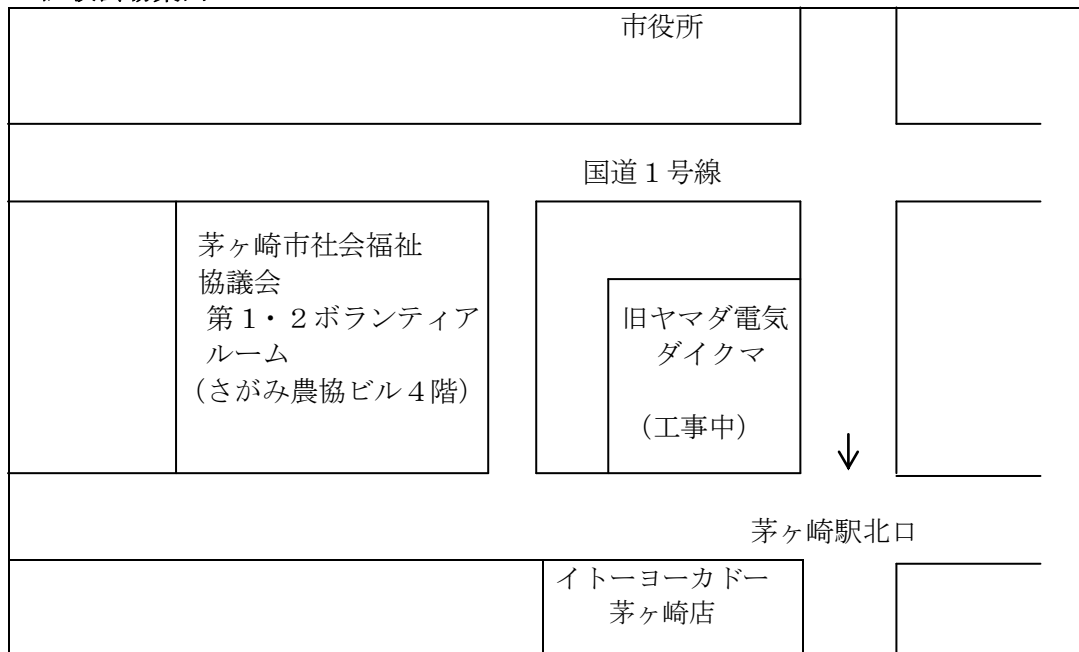 市役所
国道１号線
茅ヶ崎市社会福祉
協議会
第１・２ボランティア
ルーム
（さがみ農協ビル４階）
旧ヤマダ電気
ダイクマ
（工事中）
茅ヶ崎駅北口
イトーヨーカドー
茅ヶ崎店